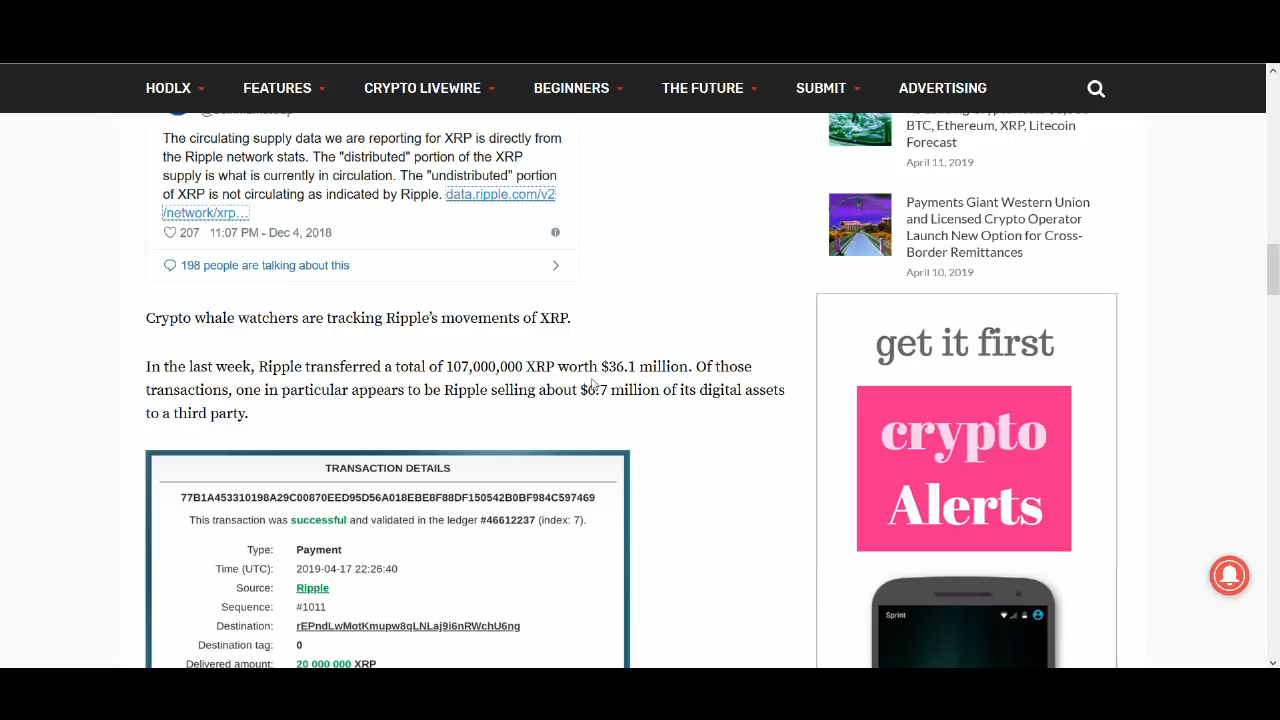 HODLX
FEATURES
CRYPTO LIVEWIRE
BEGINNERS
THE FUTURE
SUBMIT
ADVERTISING
The circulating supply data we are reporting for XRP is directly from
the Ripple network stats. The "distributed" portion of the XRP
supply is what is currently in circulation. The "undistributed" portion
of XRP is not circulating as indicated by Ripple. data.ripple.com/v2
/network/xrp...
207 11:07 PM - Dec 4, 2018
198 people are talking about this
Crypto whale watchers are tracking Ripple's movements of XRP.
In the last week, Ripple transferred a total of 107,000,000 XRP worth $36.1 million. Of those
transactions, one in particular appears to be Ripple selling about $6.7 million of its digital assets
to a third party.
TRANSACTION DETAILS
77B1A453310198A29C00870EED95D56A018EBE8F88DF150542B0BF984C597469
This transaction was successful and validated in the ledger #46612237 (index: 7).
Type: Payment
Time (UTC): 2019-04-17 22:26:40
Source: Ripple
Sequence: #1011
Destination: rEPndLwMotKmupw8qLNLaj9i6nRWchU6ng
Destination tag: 0
Delivered amount: 20 000 000 XRP
BTC, Ethereum, XRP, Litecoin
Forecast
April 11, 2019
Payments Giant Western Union
and Licensed Crypto Operator
Launch New Option for Cross-
Border Remittances
April 10, 2019
get it first
crypto
Alerts
Sprint